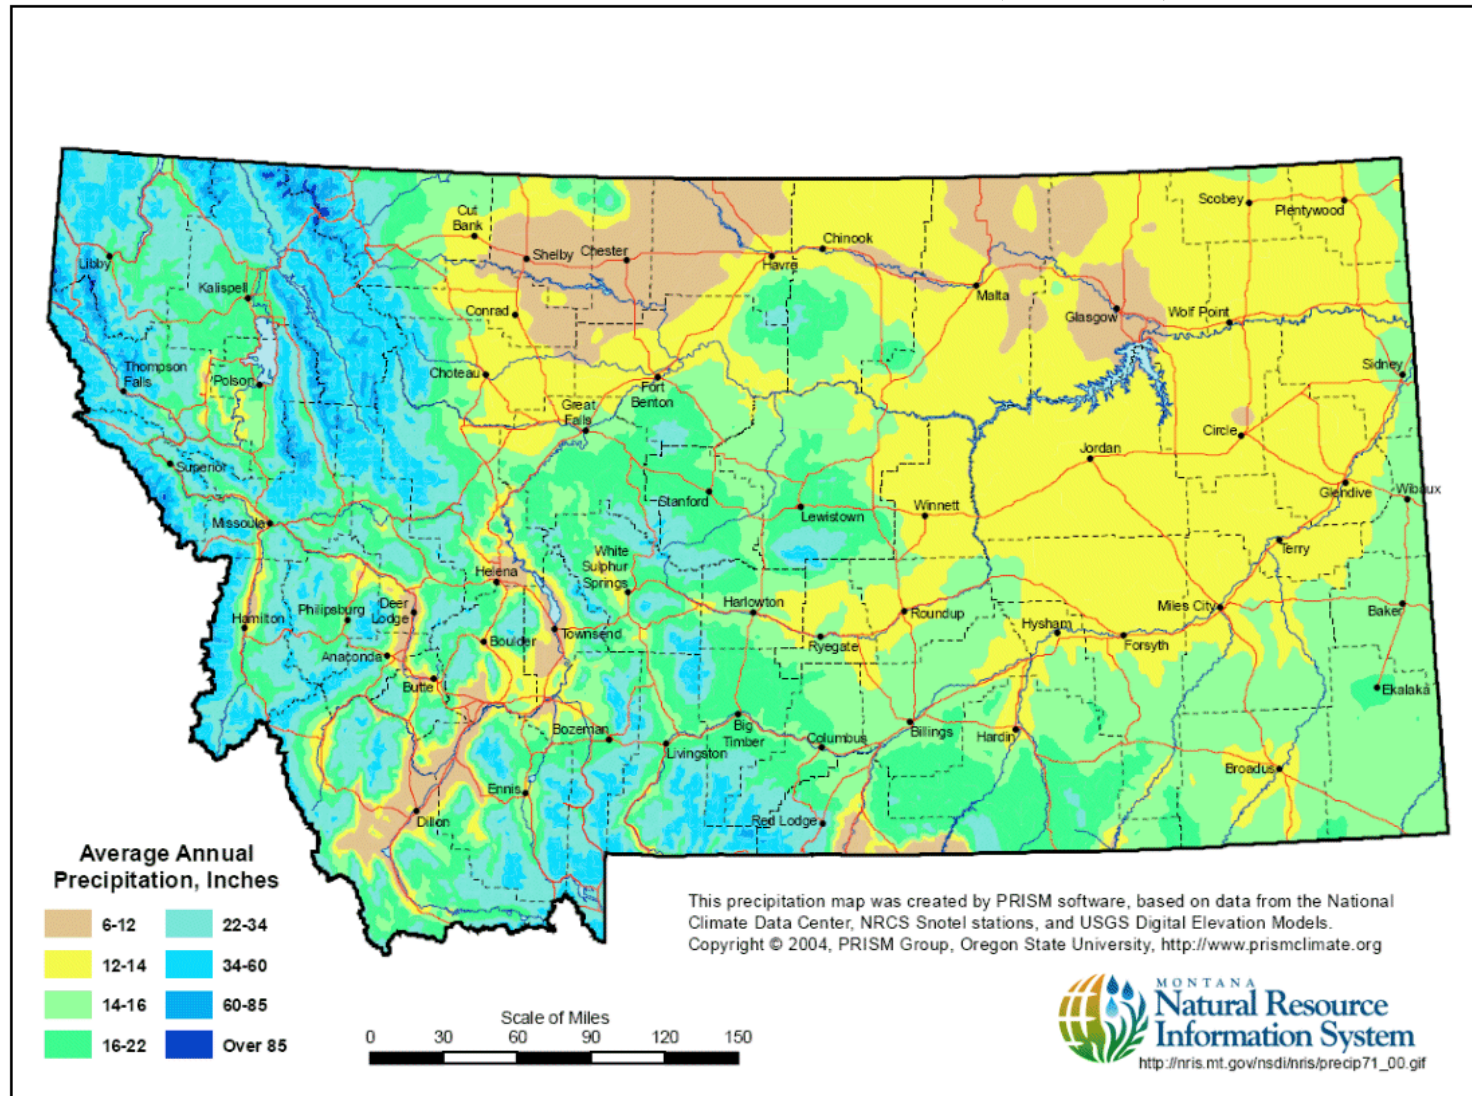 Cut
Bank
Shelby
Chester
Chinook
Havre
Scobey
Plentywood
Libby
Kalispell
Conrad
Malta
Glasgow
Wolf Point
Thompson
Falls
Polson
Choteau
Fort
Benton
Great
Falls
Sidney
Circle
Jordan
Superior
Stanford
Lewistown
Winnett
Glendive
Wibaux
Missoula
Helena
White
Sulphur
Springs
Terry
Hamilton
Philipsburg
Deer
Lodge
Boulder
Townsend
Harlowton
Roundup
Ryegate
Hysham
Forsyth
Miles City
Baker
Anaconda
Butte
Ekalaka
Bozeman
Livingston
Big
Timber
Columbus
Billings
Hardin
Ennis
Dillon
Red Lodge
Broadus
Average Annual
Precipitation, Inches
6-12 22-34
12-14 34-60
14-16 60-85
16-22 Over 85
Scale of Miles
0 30 60 90 120 150
This precipitation map was created by PRISM software, based on data from the National
Climate Data Center, NRCS Snotel stations, and USGS Digital Elevation Models.
Copyright © 2004, PRISM Group, Oregon State University, http://www.prismclimate.org
MONTANA
Natural Resource
Information System
http://nris.mt.gov/nsdi/nris/precip71_00.gif